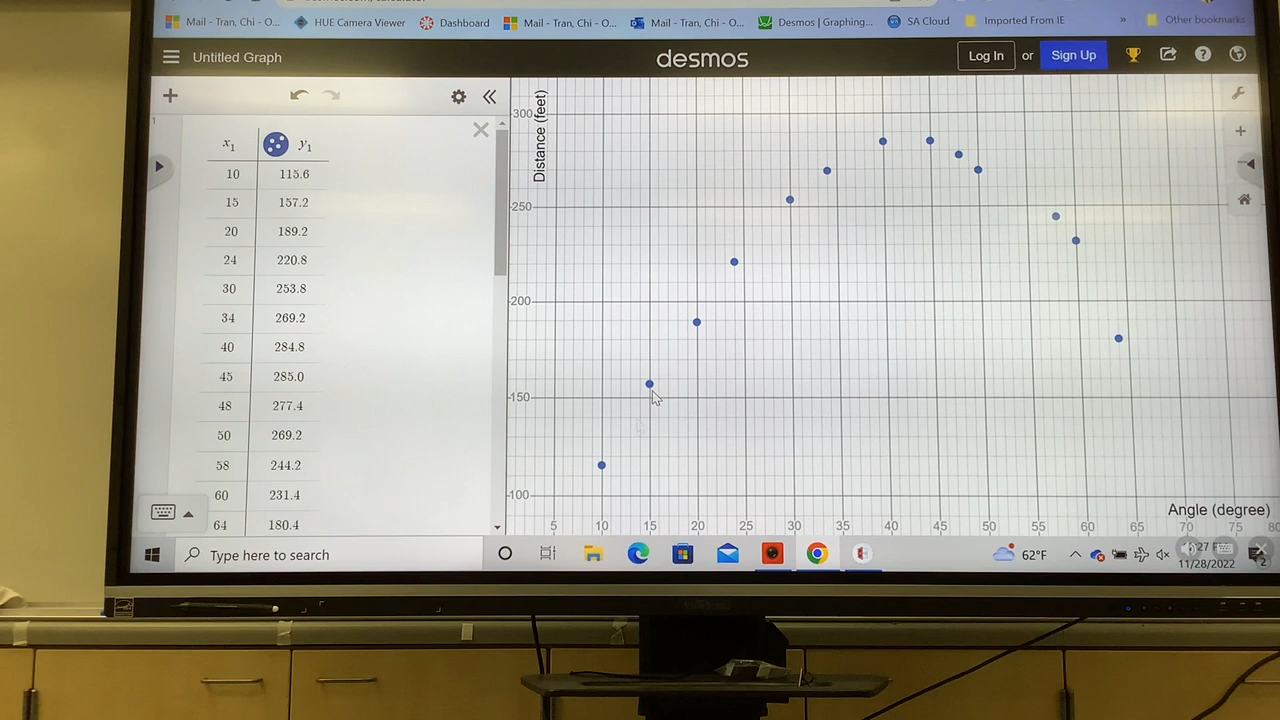 Mail - Tran, Chi - O...
HUE Camera Viewer
Dashboard
Mail - Tran, Chi - O...
Mail - Tran, Chi - O...
Desmos | Graphing...
SA Cloud
Imported From IE
»
Other bookmarks
Untitled Graph
desmos
Log In or Sign Up
1
x₁ y₁
10 115.6
15 157.2
20 189.2
24 220.8
30 253.8
34 269.2
40 284.8
45 285.0
48 277.4
50 269.2
58 244.2
60 231.4
64 180.4
Distance (feet)
300
250
200
150
100
Angle (degree)
5 10 15 20 25 30 35 40 45 50 55 60 65 70 75 80
Type here to search
62°F
11/28/2022
2